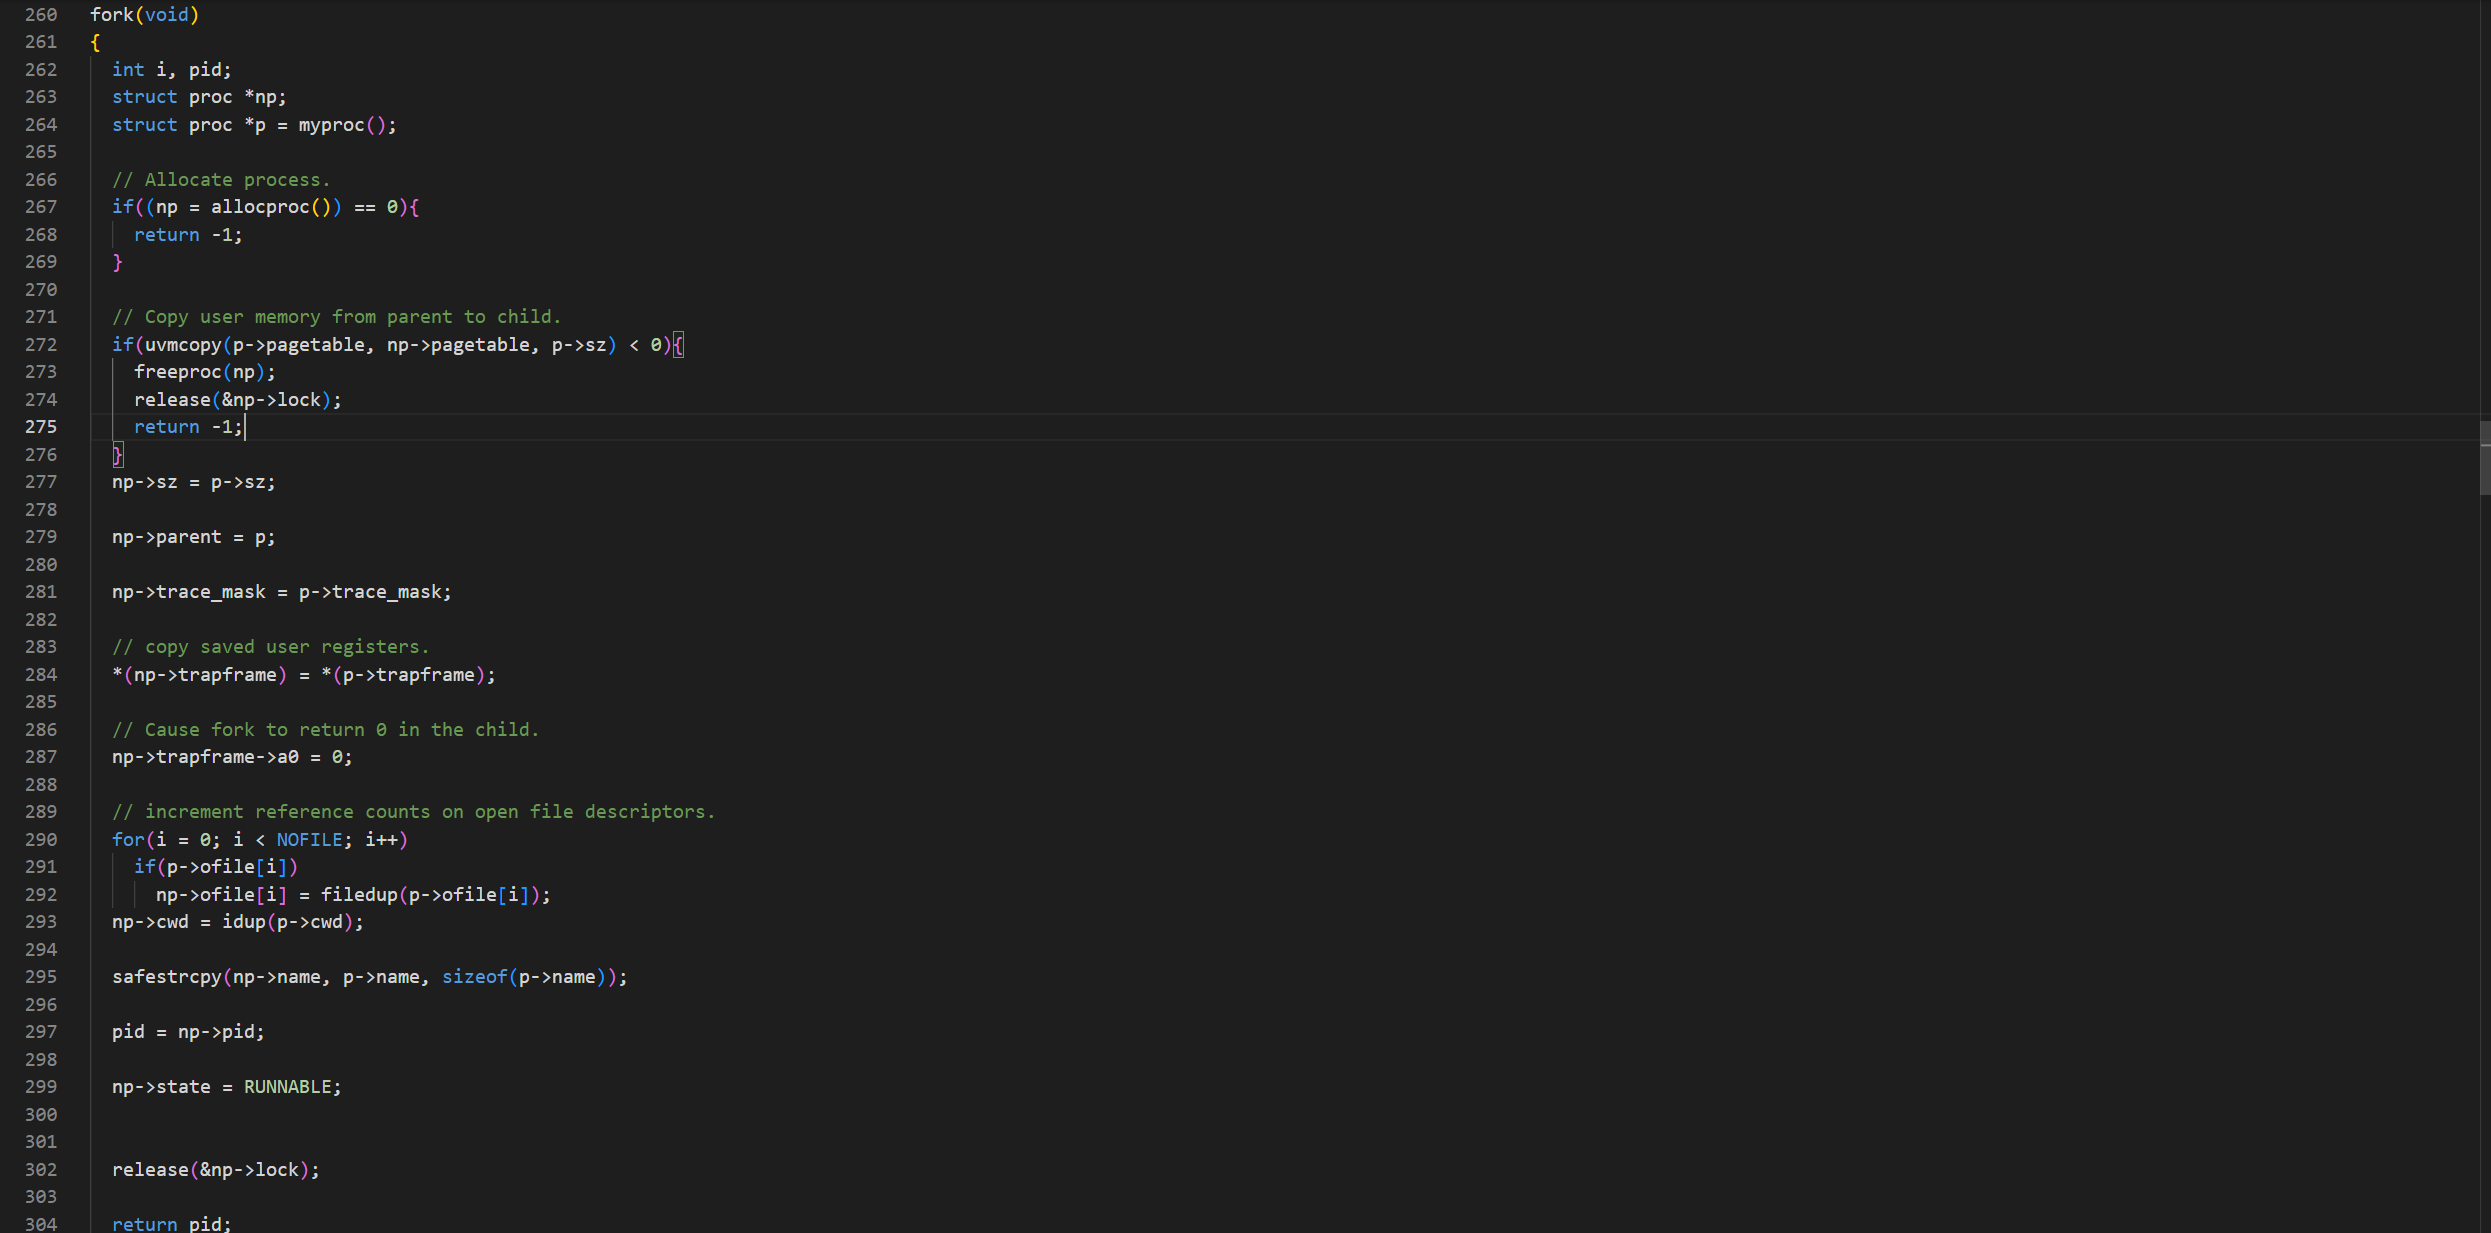 260 fork(void)
261 {
262 int i, pid;
263 struct proc *np;
264 struct proc *p = myproc();
265
266 // Allocate process.
267 if((np = allocproc()) == 0){
268 return -1;
269 }
270
271 // Copy user memory from parent to child.
272 if(uvmcopy(p->pagetable, np->pagetable, p->sz) < 0){
273 freeproc(np);
274 release(&np->lock);
275 return -1;
276 }
277 np->sz = p->sz;
278
279 np->parent = p;
280
281 np->trace_mask = p->trace_mask;
282
283 // copy saved user registers.
284 *(np->trapframe) = *(p->trapframe);
285
286 // Cause fork to return 0 in the child.
287 np->trapframe->a0 = 0;
288
289 // increment reference counts on open file descriptors.
290 for(i = 0; i < NOFILE; i++)
291 if(p->ofile[i])
292 np->ofile[i] = filedup(p->ofile[i]);
293 np->cwd = idup(p->cwd);
294
295 safestrcpy(np->name, p->name, sizeof(p->name));
296
297 pid = np->pid;
298
299 np->state = RUNNABLE;
300
301
302 release(&np->lock);
303
304 return pid;